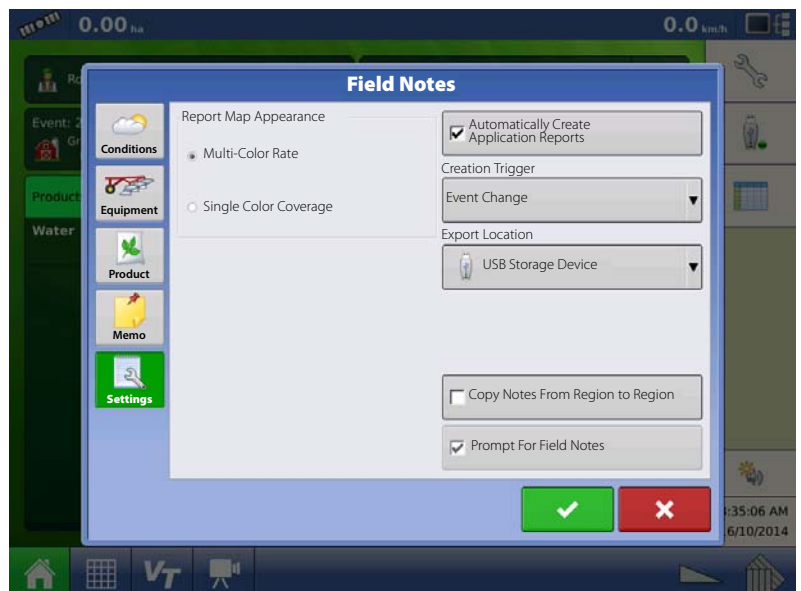 0.00 ha
0.0 km/h
Field Notes
Event: 2
Product
Water
Conditions
Equipment
Product
Memo
Settings
Report Map Appearance
Multi-Color Rate
Single Color Coverage
Automatically Create
Application Reports
Creation Trigger
Event Change
Export Location
USB Storage Device
Copy Notes From Region to Region
Prompt For Field Notes
:35:06 AM
6/10/2014
VT